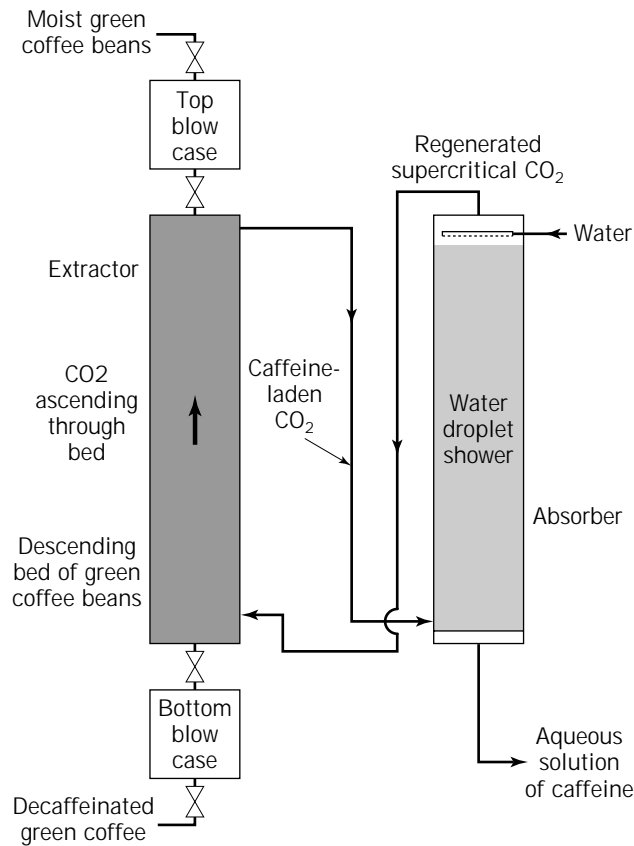 Moist green
coffee beans
Top
blow
case
Regenerated
supercritical CO2
Water
Extractor
CO2
ascending
through
bed
Caffeine-
laden
CO2
Water
droplet
shower
Absorber
Descending
bed of green
coffee beans
Bottom
blow
case
Aqueous
solution
of caffeine
Decaffeinated
green coffee